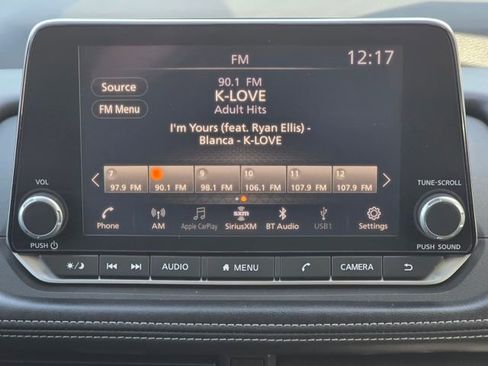 FM
12:17
Source
90.1 FM
K-LOVE
FM Menu
Adult Hits
I'm Yours (feat. Ryan Ellis) -
Blanca - K-LOVE
7
9
10
11
12
97.9 FM
90.1 FM
98.1 FM
106.1 FM
107.9 FM
107.9 FM
VOL
TUNE-SCROLL
Phone
AM
Apple CarPlay
SXM
SiriusXM
BT Audio
USB1
Settings
PUSH
PUSH SOUND
AUDIO
MENU
CAMERA